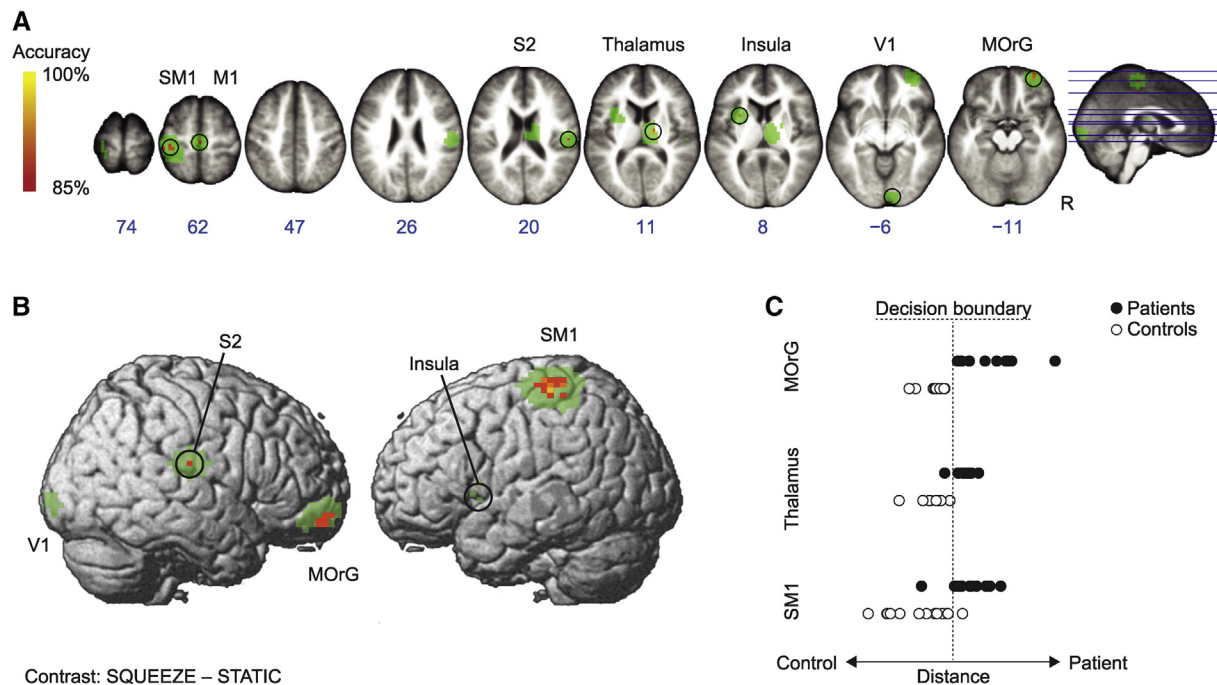 A
Accuracy
100%
85%
SM1 M1
S2
Thalamus
Insula
V1
MOrG
R
74 62 47 26 20 11 8 −6 −11
B
S2
Insula
SM1
V1
MOrG
Contrast: SQUEEZE – STATIC
C
Decision boundary
Patients
Controls
MOrG
Thalamus
SM1
Control
Distance
Patient